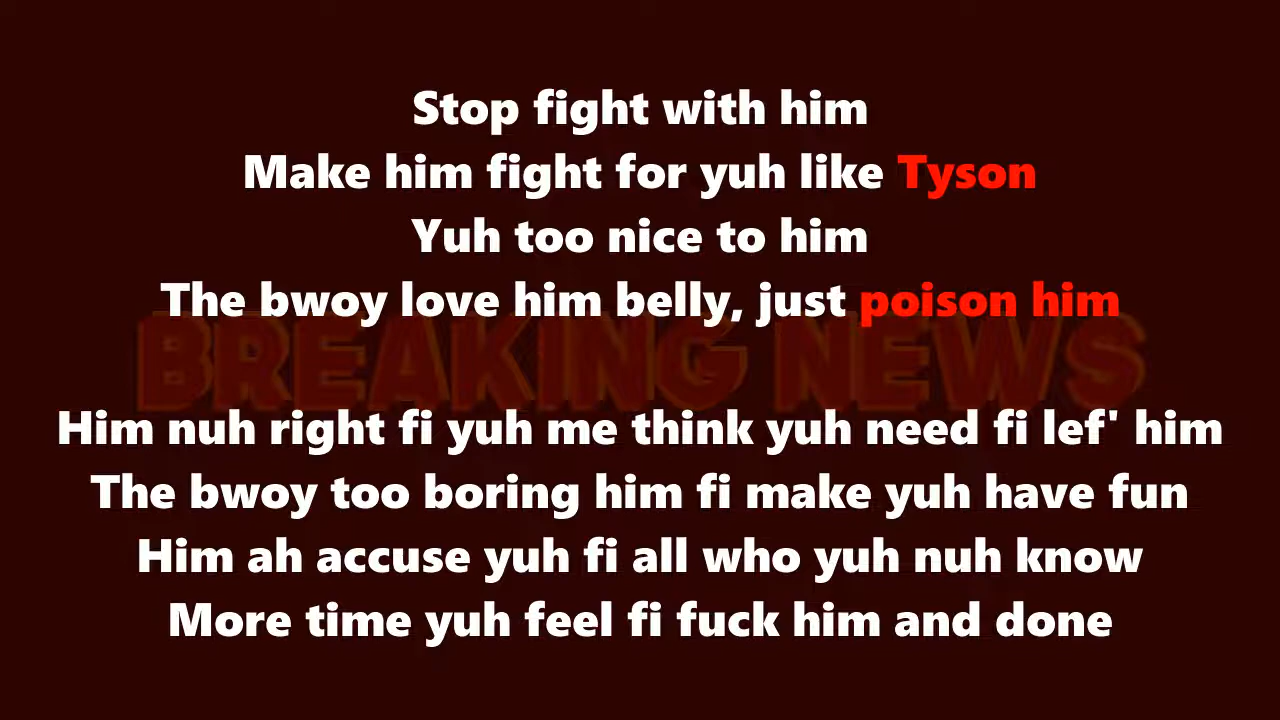 Stop fight with him
Make him fight for yuh like Tyson
Yuh too nice to him
The bwoy love him belly, just poison him
BREAKING NEWS
Him nuh right fi yuh me think yuh need fi lef' him
The bwoy too boring him fi make yuh have fun
Him ah accuse yuh fi all who yuh nuh know
More time yuh feel fi fuck him and done